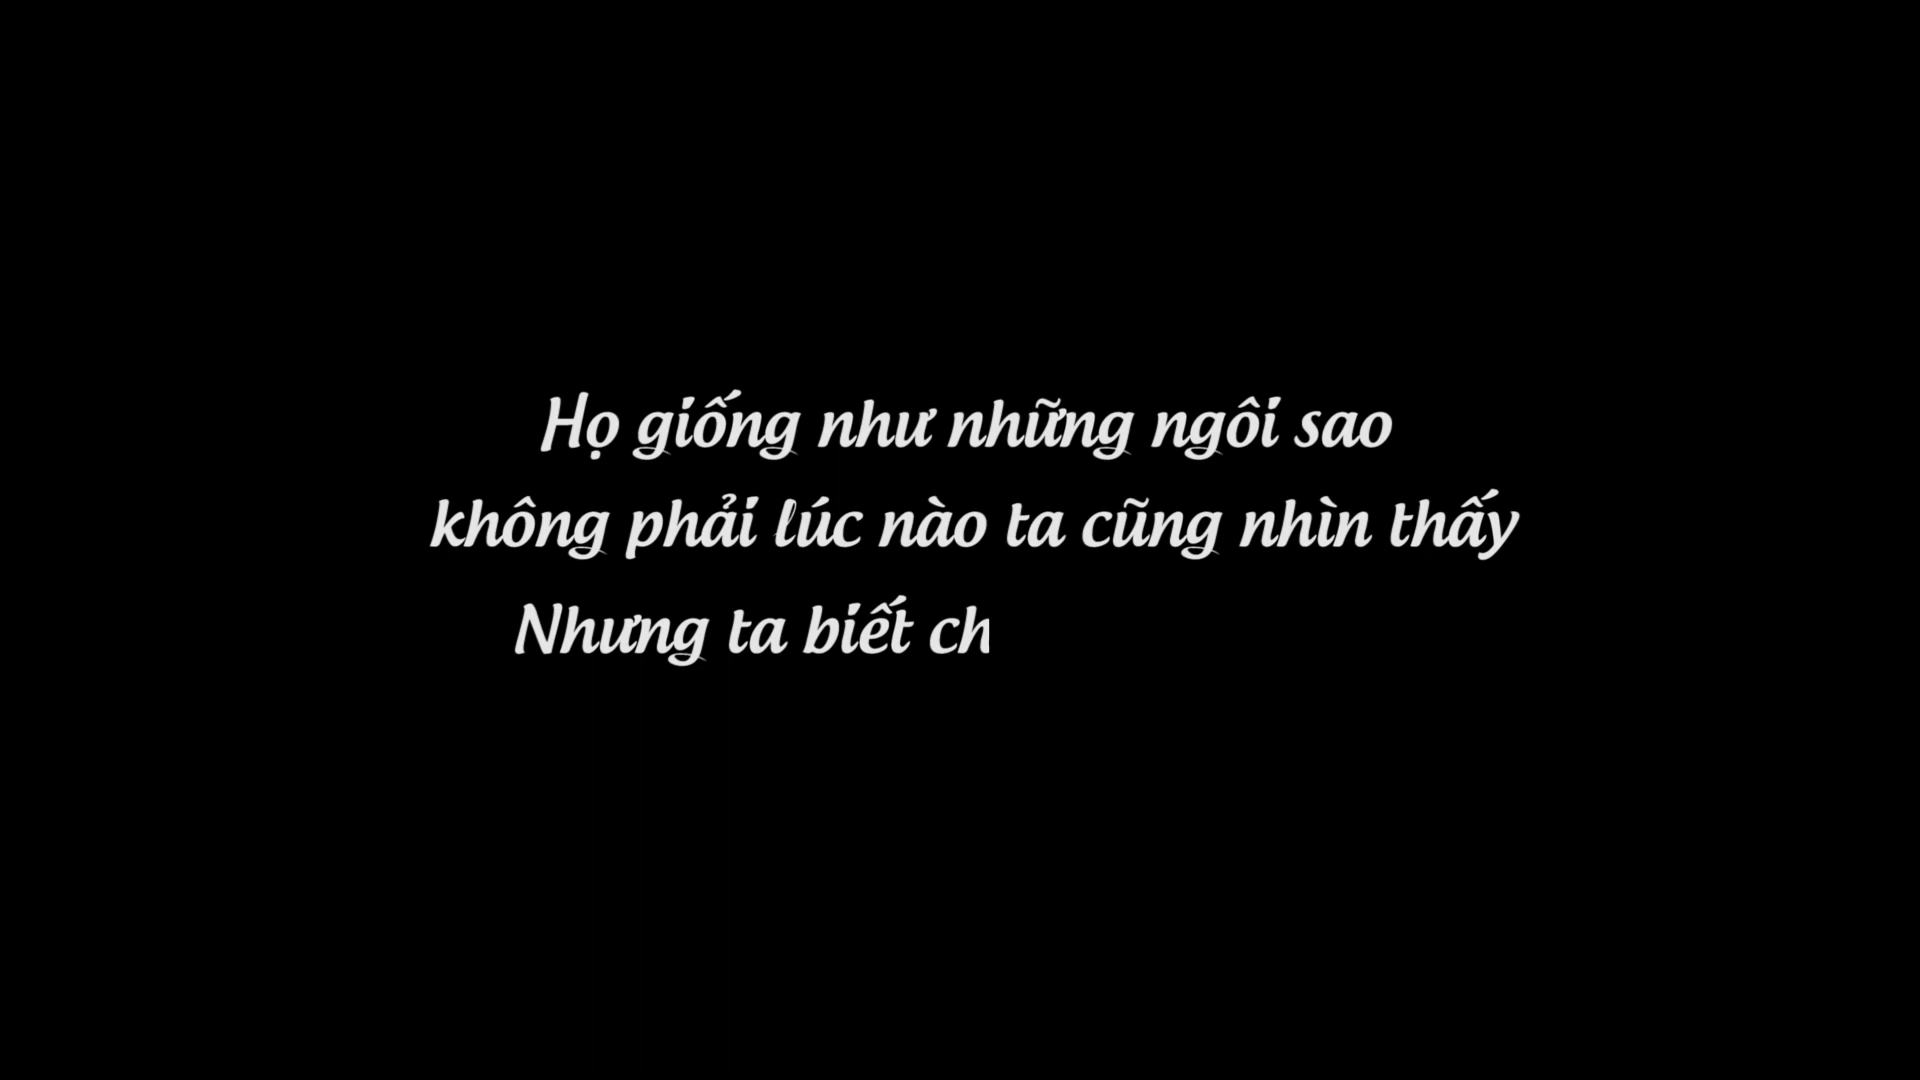 Họ giống như những ngôi sao
không phải lúc nào ta cũng nhìn thấy
Nhưng ta biết ch